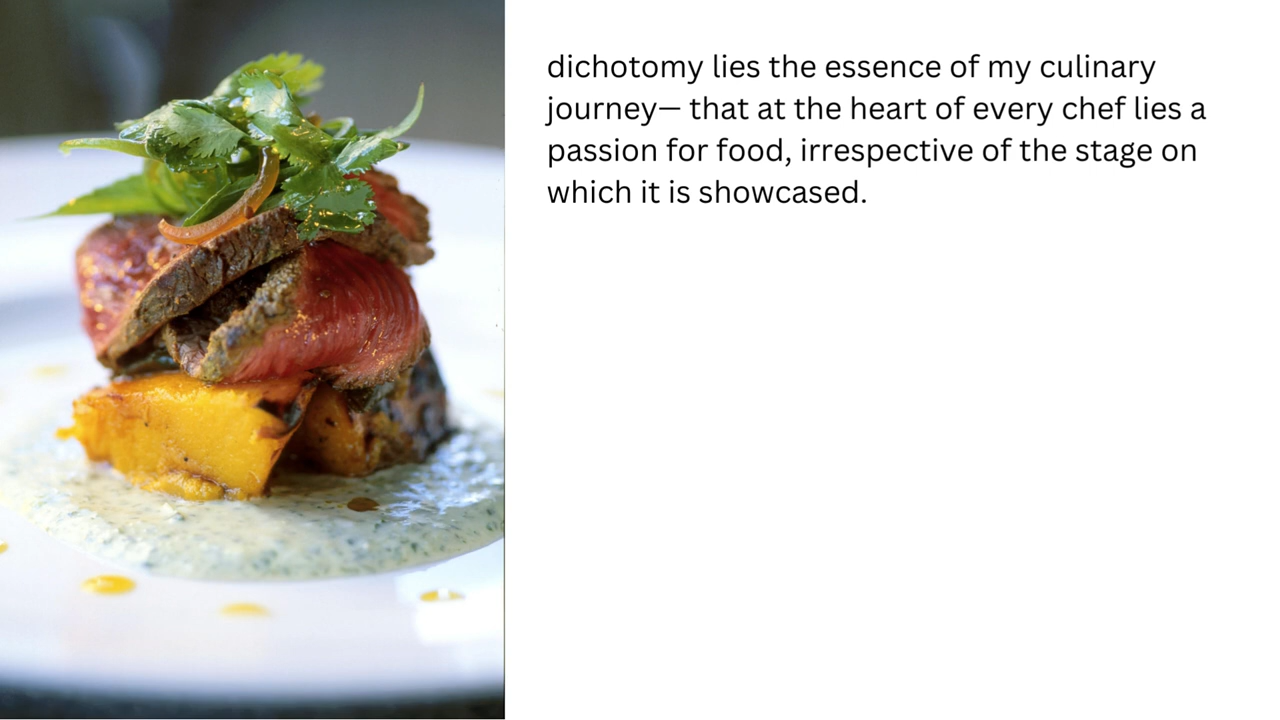 dichotomy lies the essence of my culinary
journey— that at the heart of every chef lies a
passion for food, irrespective of the stage on
which it is showcased.